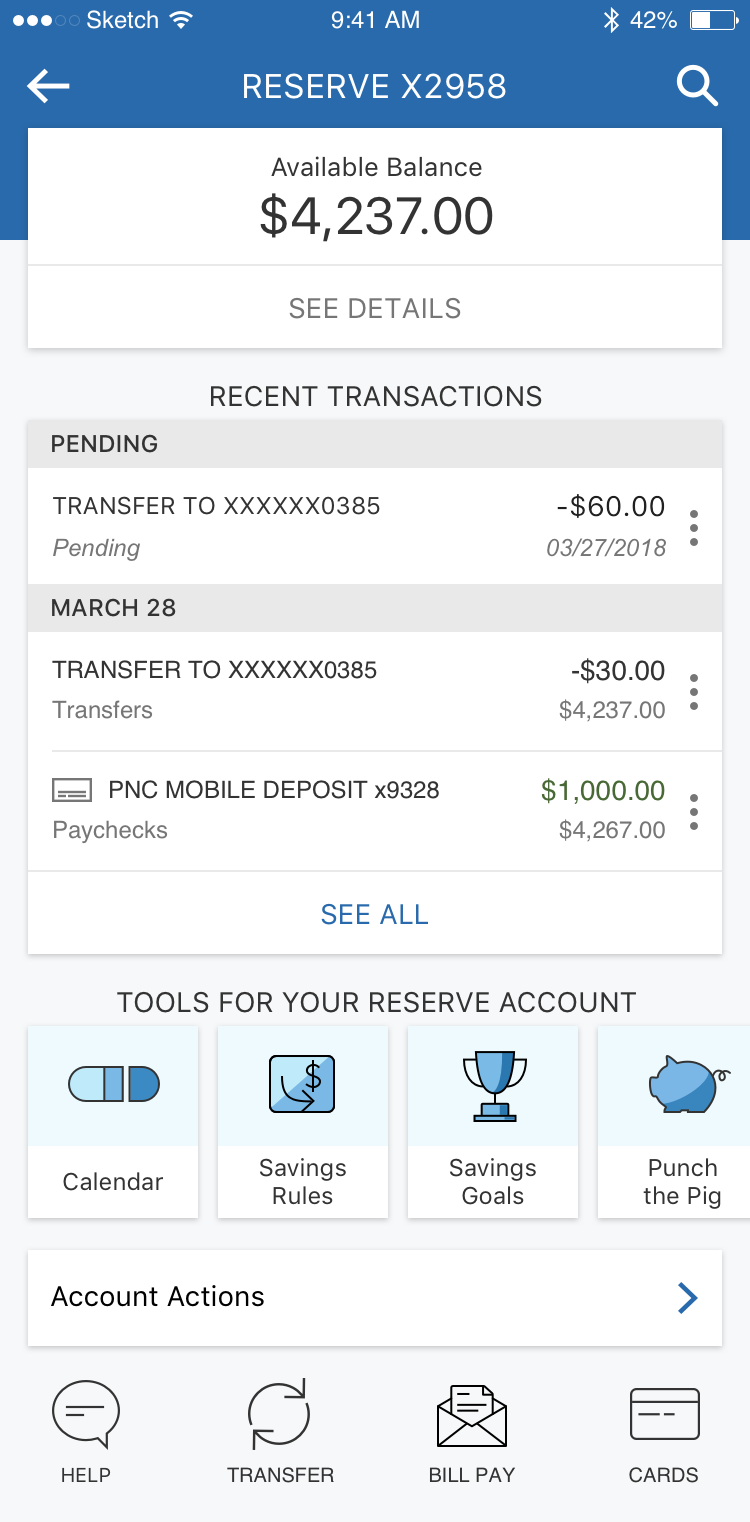 Sketch 9:41 AM 42%
RESERVE X2958
Available Balance
$4,237.00
SEE DETAILS
RECENT TRANSACTIONS
PENDING
TRANSFER TO XXXXXX0385 -$60.00
Pending 03/27/2018
MARCH 28
TRANSFER TO XXXXXX0385 -$30.00
Transfers $4,237.00
PNC MOBILE DEPOSIT x9328 $1,000.00
Paychecks $4,267.00
SEE ALL
TOOLS FOR YOUR RESERVE ACCOUNT
$
Calendar
Savings
Rules
Savings
Goals
Punch
the Pig
Account Actions
HELP TRANSFER BILL PAY CARDS